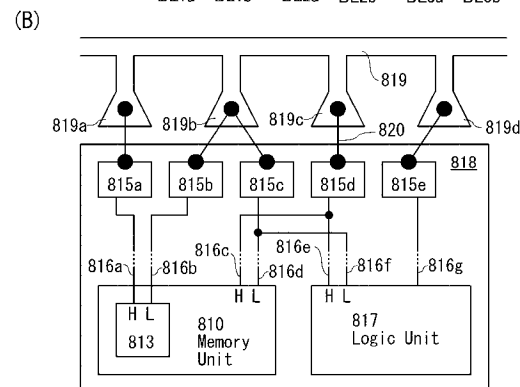 (B)
819
819a
819b
819c
820
819d
818
815a
815b
815c
815d
815e
816a
816b
816c
816d
816e
816f
816g
H L
H L
H L
813
810
Memory
Unit
817
Logic Unit